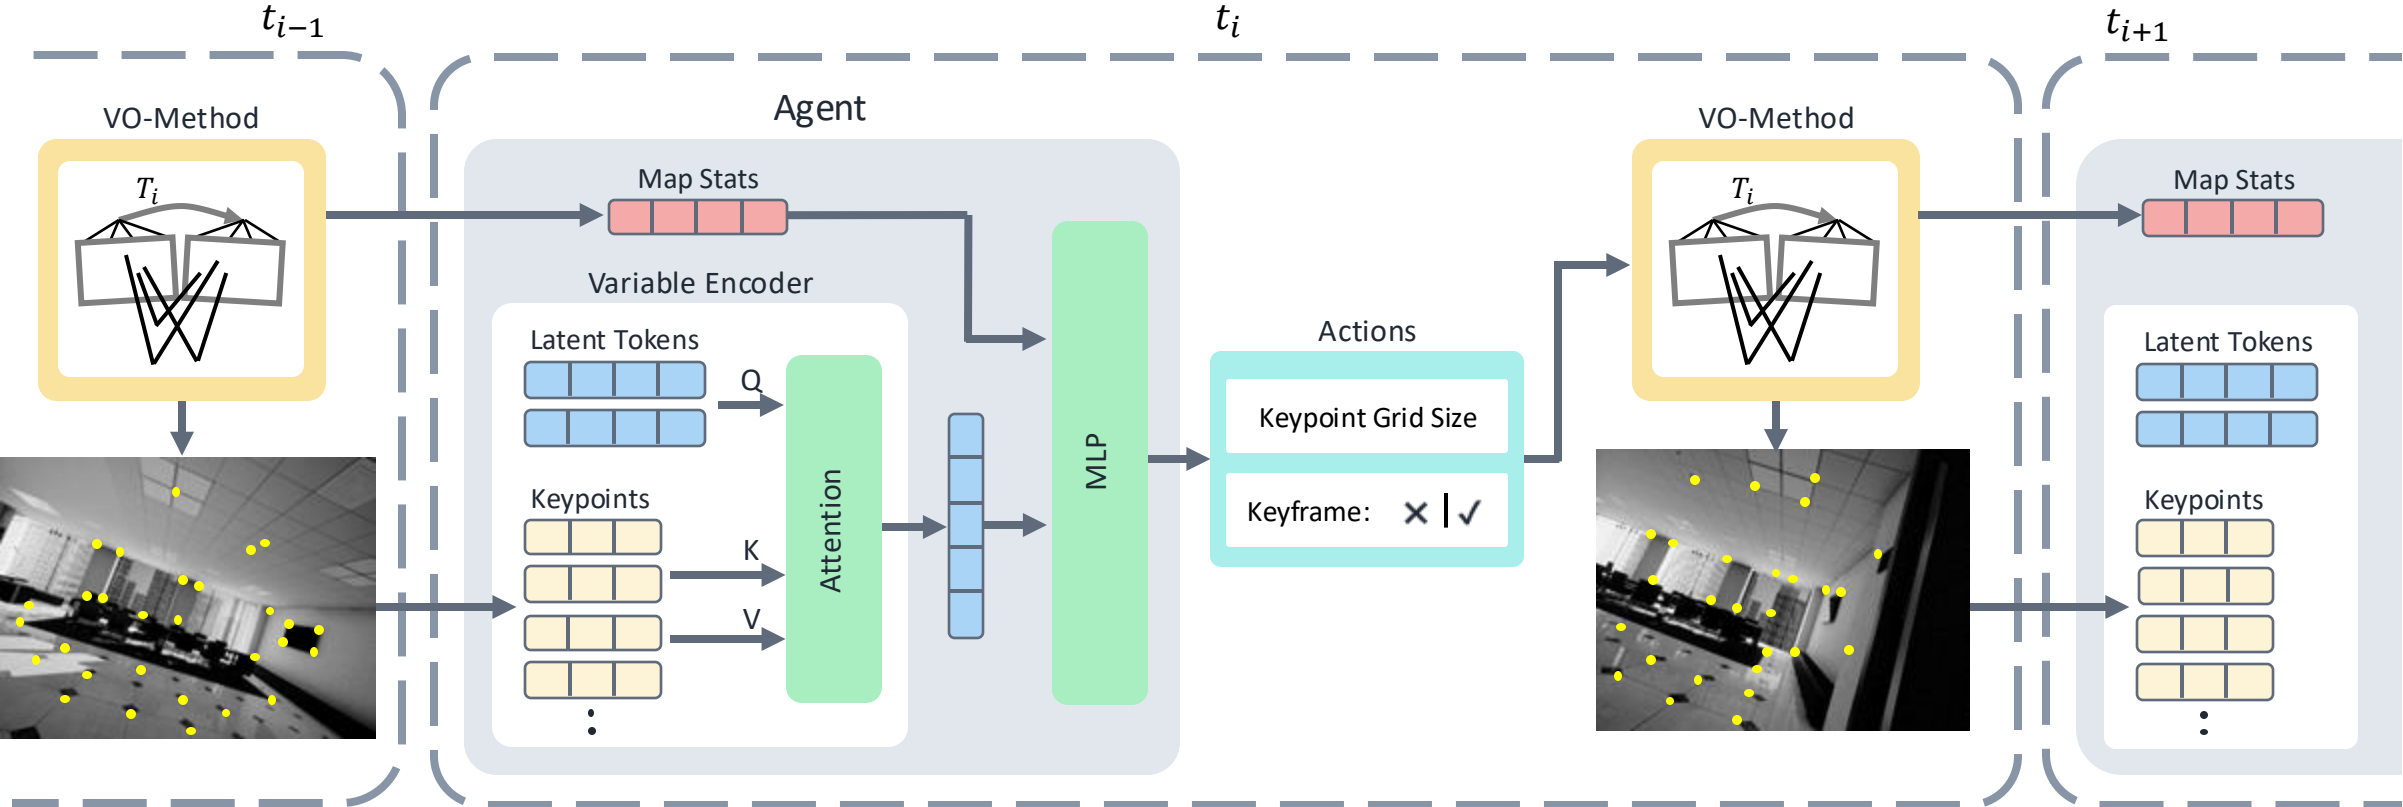 t_{i−1}
t_i
t_{i+1}
VO-Method
T_i
Agent
Map Stats
Variable Encoder
Latent Tokens
Q
Keypoints
K
V
Attention
MLP
Actions
Keypoint Grid Size
Keyframe: ✕ | ✓
VO-Method
T_i
Map Stats
Latent Tokens
Keypoints